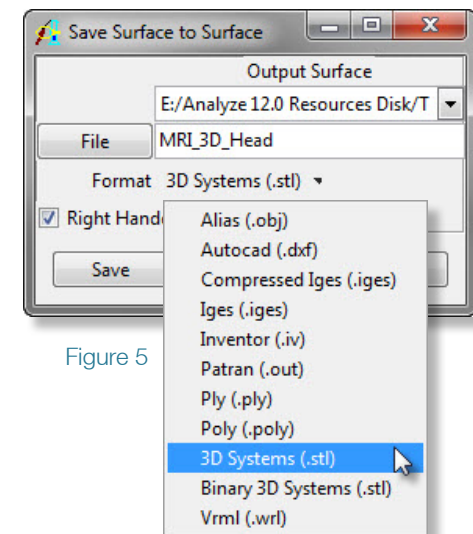 Save Surface to Surface
Output Surface
E:/Analyze 12.0 Resources Disk/T
File MRI_3D_Head
Format 3D Systems (.stl)
Right Hand
Save
Alias (.obj)
Autocad (.dxf)
Compressed Iges (.iges)
Iges (.iges)
Inventor (.iv)
Patran (.out)
Ply (.ply)
Poly (.poly)
3D Systems (.stl)
Binary 3D Systems (.stl)
Vrml (.wrl)
Figure 5